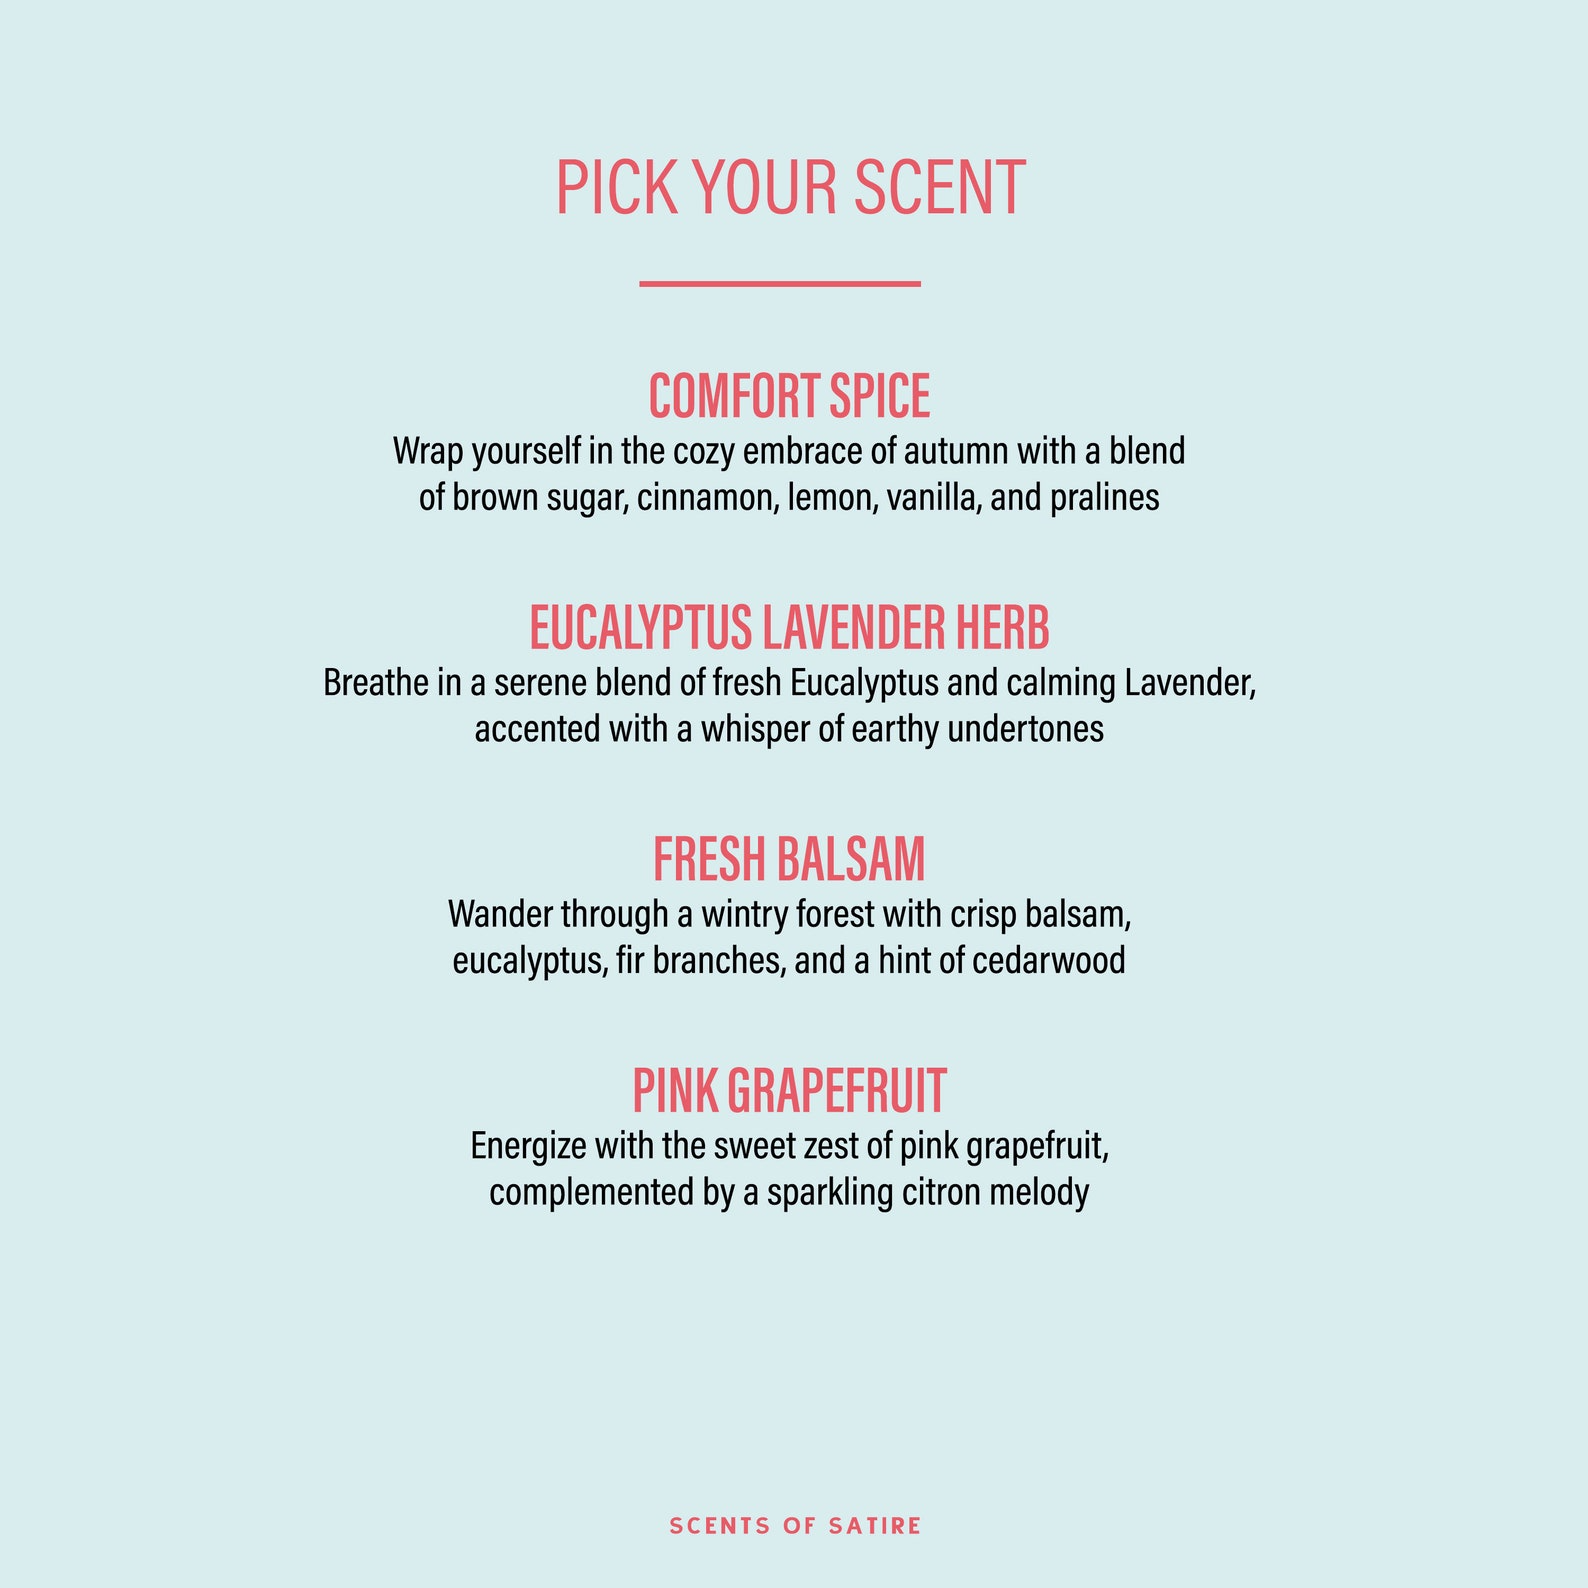 PICK YOUR SCENT
COMFORT SPICE
Wrap yourself in the cozy embrace of autumn with a blend
of brown sugar, cinnamon, lemon, vanilla, and pralines
EUCALYPTUS LAVENDER HERB
Breathe in a serene blend of fresh Eucalyptus and calming Lavender,
accented with a whisper of earthy undertones
FRESH BALSAM
Wander through a wintry forest with crisp balsam,
eucalyptus, fir branches, and a hint of cedarwood
PINK GRAPEFRUIT
Energize with the sweet zest of pink grapefruit,
complemented by a sparkling citron melody
SCENTS OF SATIRE